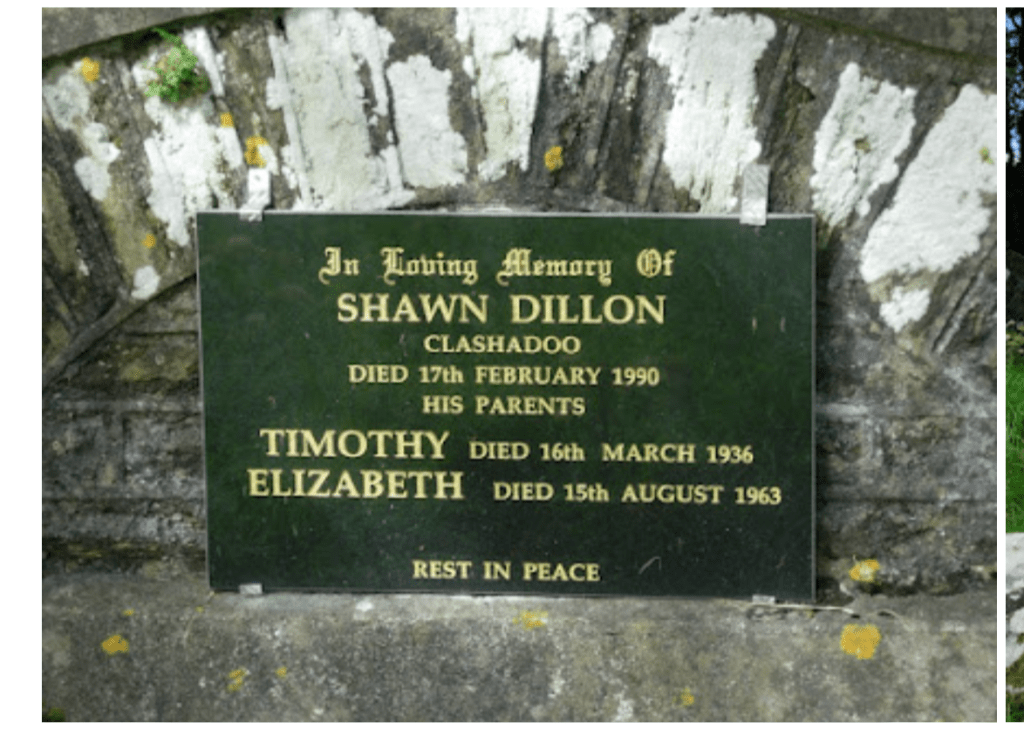 In Loving Memory Of
SHAWN DILLON
CLASHADOO
DIED 17th FEBRUARY 1990
HIS PARENTS
TIMOTHY DIED 16th MARCH 1936
ELIZABETH DIED 15th AUGUST 1963
REST IN PEACE